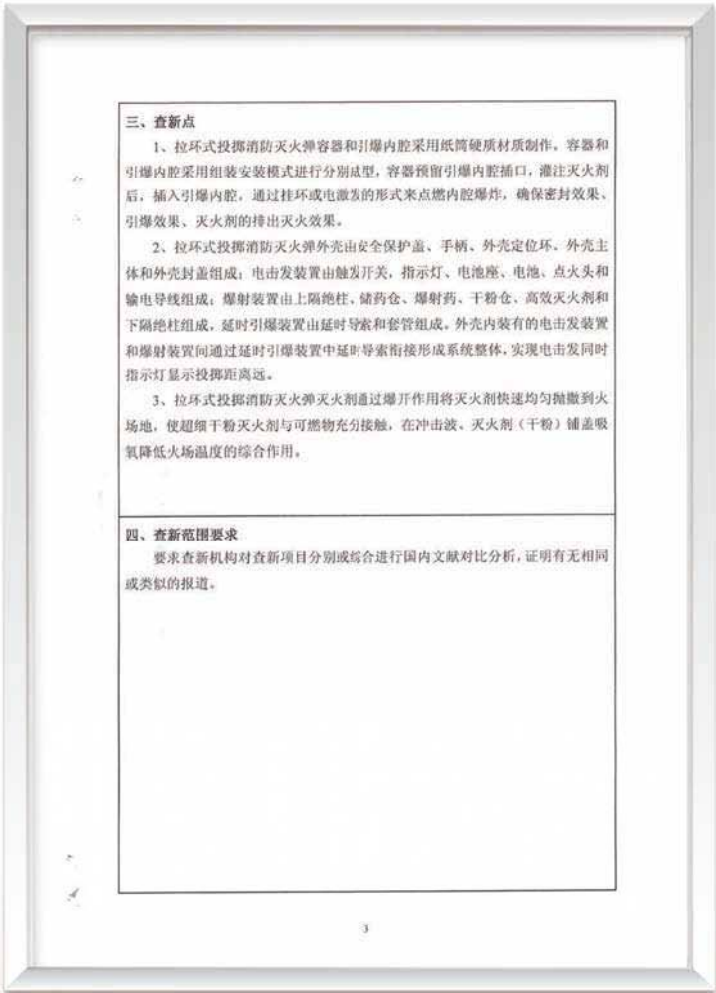 三、查新点
1、拉环式投掷消防灭火弹容器和引爆内腔采用纸筒硬质材质制作。容器和
引爆内腔采用组装安装模式进行分别成型，容器预留引爆内腔插口，灌注灭火剂
后，插入引爆内腔，通过挂环或电激发的形式来点燃内腔爆炸，确保密封效果、
引爆效果、灭火剂的排出灭火效果。
2、拉环式投掷消防灭火弹外壳由安全保护盖、手柄、外壳定位环、外壳主
体和外壳封盖组成；电击发装置由触发开关、指示灯、电池座、电池、点火头和
输电导线组成；爆射装置由上隔绝柱、储药仓、爆射药、干粉仓、高效灭火剂和
下隔绝柱组成，延时引爆装置由延时导索和套管组成。外壳内装有的电击发装置
和爆射装置间通过延时引爆装置中延时导索衔接形成系统整体，实现电击发同时
指示灯显示投掷距离远。
3、拉环式投掷消防灭火弹灭火剂通过爆开作用将灭火剂快速均匀抛撒到火
场地，使超细干粉灭火剂与可燃物充分接触，在冲击波、灭火剂（干粉）铺盖吸
氧降低火场温度的综合作用。
四、查新范围要求
要求查新机构对查新项目分别或综合进行国内文献对比分析，证明有无相同
或类似的报道。
3